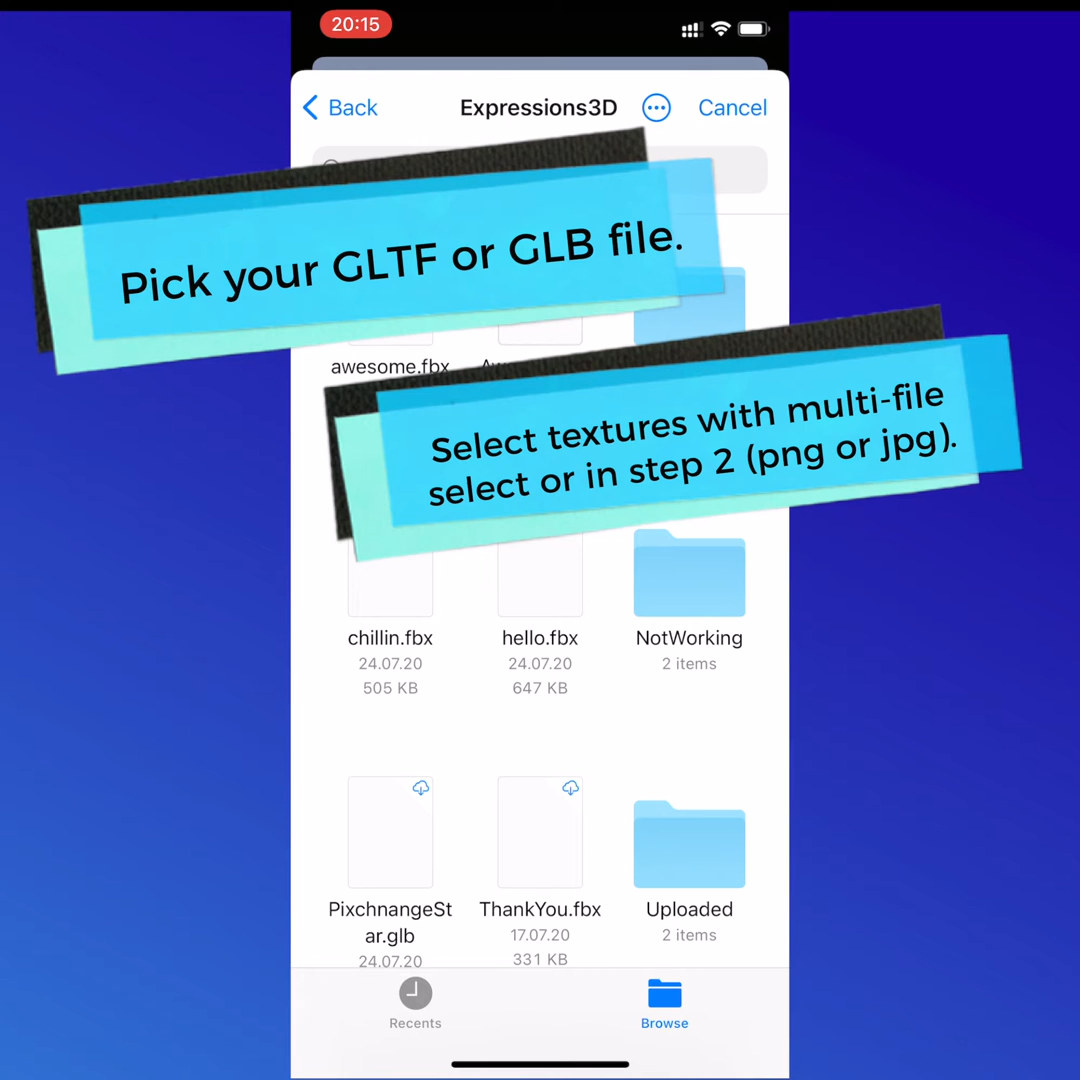 20:15
Back
Expressions3D
Cancel
Pick your GLTF or GLB file.
awesome.fbx
Select textures with multi-file
select or in step 2 (png or jpg).
chillin.fbx
24.07.20
505 KB
hello.fbx
24.07.20
647 KB
NotWorking
2 items
PixchnangeSt
ar.glb
24.07.20
ThankYou.fbx
17.07.20
331 KB
Uploaded
2 items
Recents
Browse